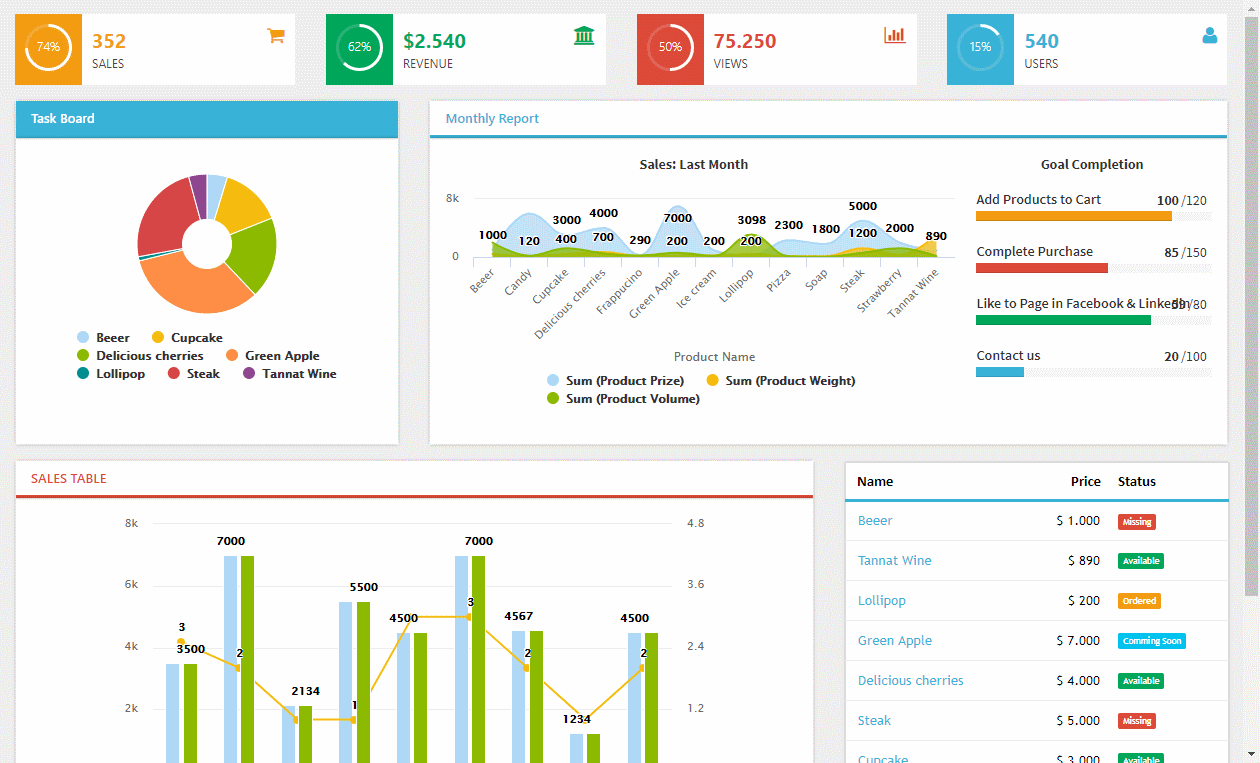 74% 352 SALES
62% $2.540 REVENUE
50% 75.250 VIEWS
15% 540 USERS
Task Board
Beeer Cupcake
Delicious cherries Green Apple
Lollipop Steak Tannat Wine
Monthly Report
Sales: Last Month
8k
0
1000 120 3000 400 4000 700 290 7000 200 200 3098 200 2300 1800 5000 1200 2000 890
Beeer Candy Cupcake Delicious cherries Frappucino Green Apple Ice cream Lollipop Pizza Soap Steak Strawberry Tannat Wine
Product Name
Sum (Product Prize) Sum (Product Weight)
Sum (Product Volume)
Goal Completion
Add Products to Cart 100 /120
Complete Purchase 85 /150
Like to Page in Facebook & LinkedIn /80
Contact us 20 /100
SALES TABLE
8k 4.8
7000 7000
6k 3.6
5500
3 4567
4500 4500
3
4k 2.4
3500 2 2 2
2134
1
2k 1.2
1234
Name Price Status
Beeer $ 1.000 Missing
Tannat Wine $ 890 Available
Lollipop $ 200 Ordered
Green Apple $ 7.000 Comming Soon
Delicious cherries $ 4.000 Available
Steak $ 5.000 Missing
Cupcake $ 3.000 Available